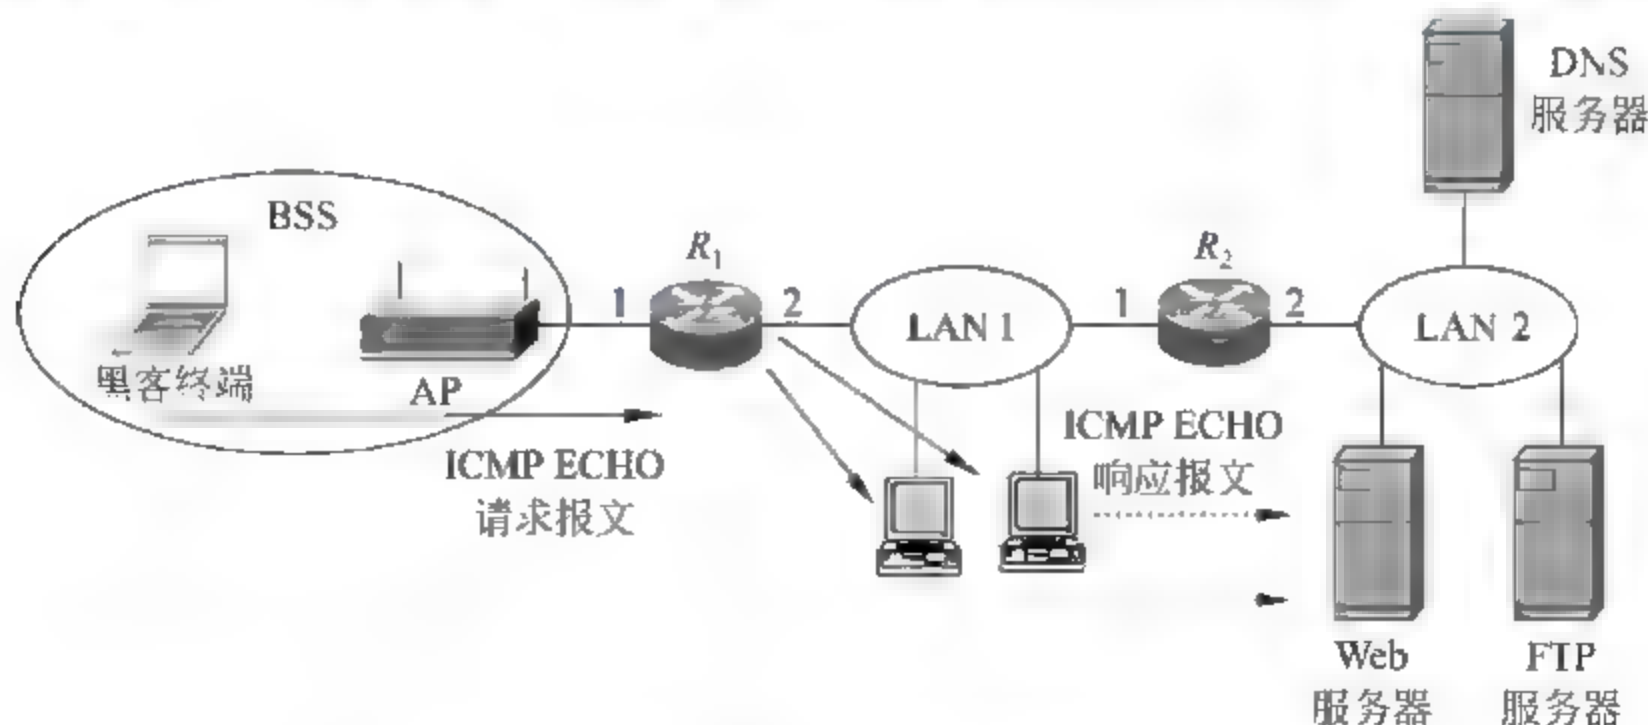 DNS
服务器
BSS
黑客终端
AP
1
R1
2
LAN 1
1
R2
2
LAN 2
ICMP ECHO
请求报文
ICMP ECHO
响应报文
Web
服务器
FTP
服务器